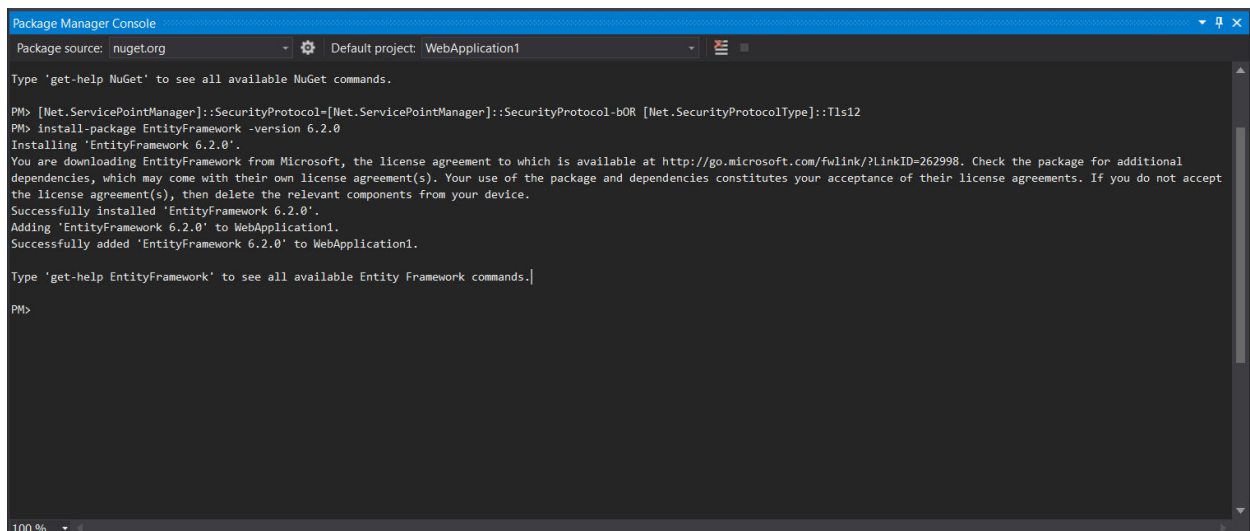 Package Manager Console
Package source: nuget.org Default project: WebApplication1
Type 'get-help NuGet' to see all available NuGet commands.
PM> [Net.ServicePointManager]::SecurityProtocol=[Net.ServicePointManager]::SecurityProtocol-bOR [Net.SecurityProtocolType]::Tls12
PM> install-package EntityFramework -version 6.2.0
Installing 'EntityFramework 6.2.0'.
You are downloading EntityFramework from Microsoft, the license agreement to which is available at http://go.microsoft.com/fwlink/?LinkID=262998. Check the package for additional
dependencies, which may come with their own license agreement(s). Your use of the package and dependencies constitutes your acceptance of their license agreements. If you do not accept
the license agreement(s), then delete the relevant components from your device.
Successfully installed 'EntityFramework 6.2.0'.
Adding 'EntityFramework 6.2.0' to WebApplication1.
Successfully added 'EntityFramework 6.2.0' to WebApplication1.
Type 'get-help EntityFramework' to see all available Entity Framework commands.
PM>
100 %